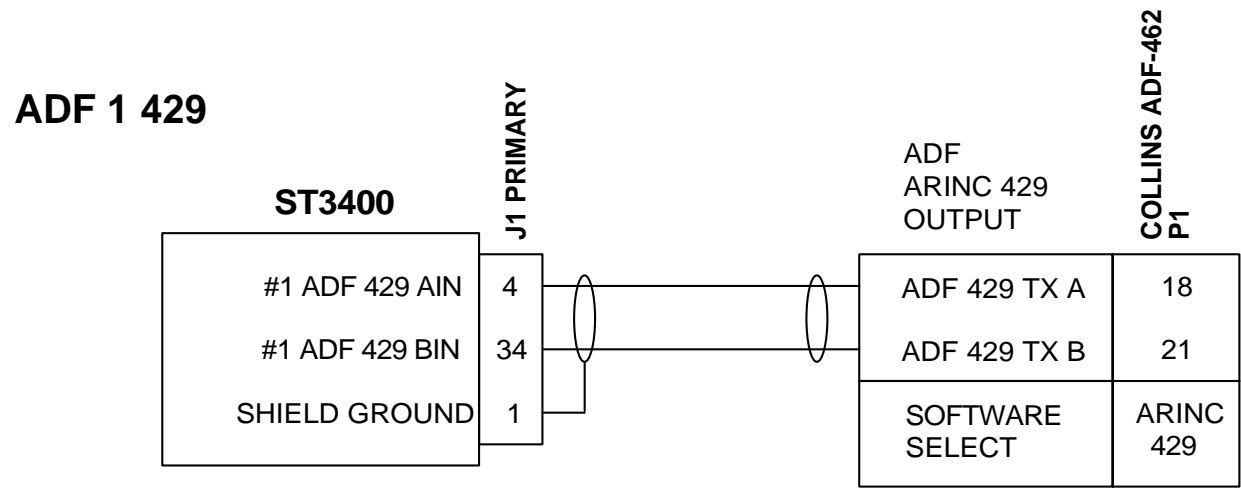 ADF 1 429
ST3400
J1 PRIMARY
ADF
ARINC 429
OUTPUT
COLLINS ADF-462
P1
#1 ADF 429 AIN 4
ADF 429 TX A 18
#1 ADF 429 BIN 34
ADF 429 TX B 21
SHIELD GROUND 1
SOFTWARE
SELECT
ARINC
429